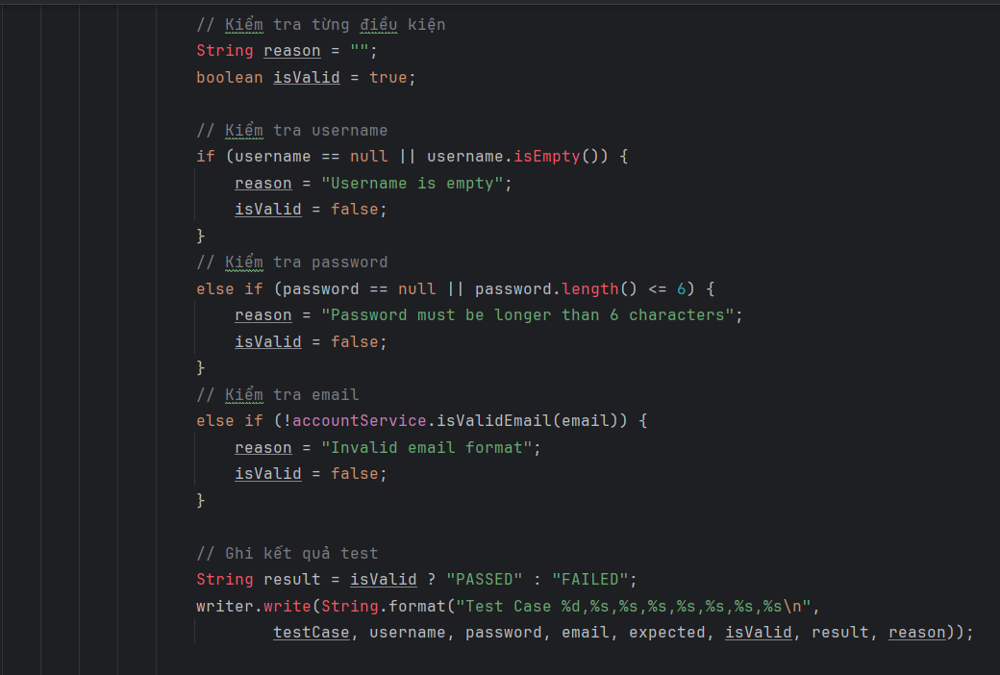 // Kiểm tra từng điều kiện
String reason = "";
boolean isValid = true;
// Kiểm tra username
if (username == null || username.isEmpty()) {
reason = "Username is empty";
isValid = false;
}
// Kiểm tra password
else if (password == null || password.length() <= 6) {
reason = "Password must be longer than 6 characters";
isValid = false;
}
// Kiểm tra email
else if (!accountService.isValidEmail(email)) {
reason = "Invalid email format";
isValid = false;
}
// Ghi kết quả test
String result = isValid ? "PASSED" : "FAILED";
writer.write(String.format("Test Case %d,%s,%s,%s,%s,%s,%s,%s\n",
testCase, username, password, email, expected, isValid, result, reason));